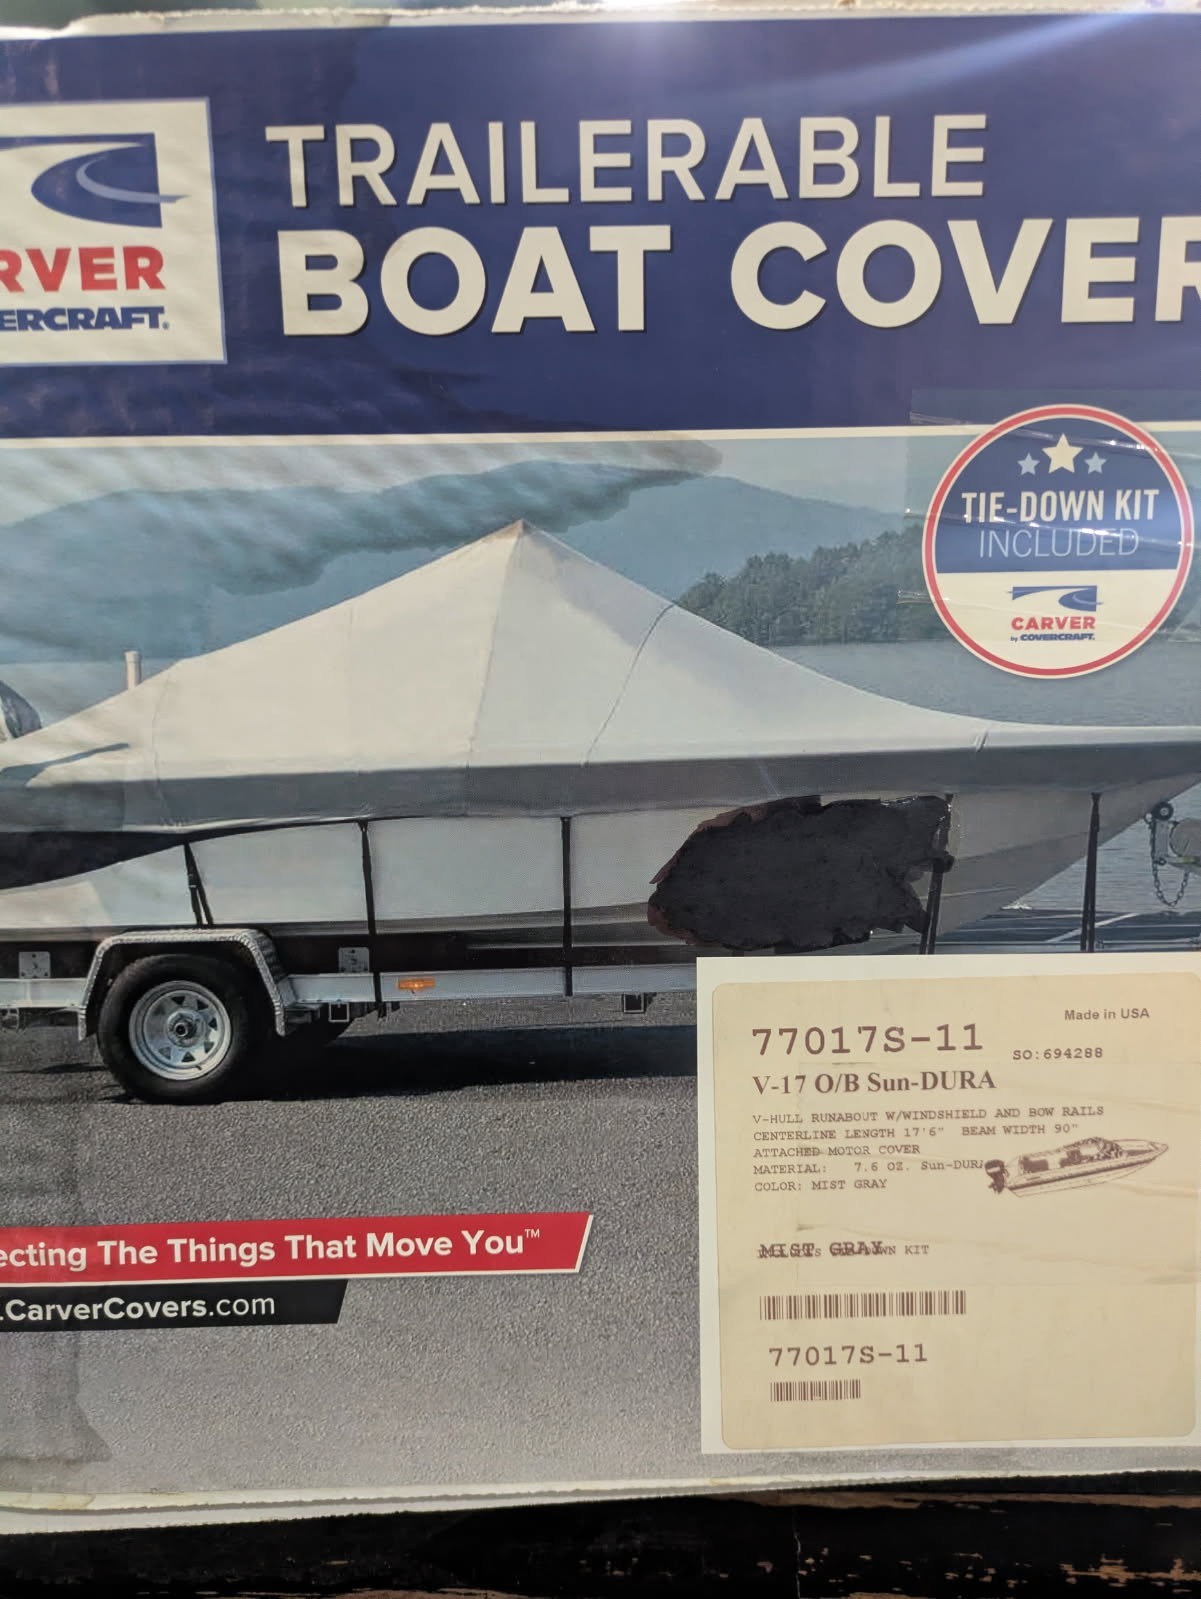 TRAILERABLE
BOAT COVER
RVER
ERCRAFT.
TIE-DOWN KIT
INCLUDED
CARVER
by COVERCRAFT.
Made in USA
77017S-11
SO:694288
V-17 O/B Sun-DURA
V-HULL RUNABOUT W/WINDSHIELD AND BOW RAILS
CENTERLINE LENGTH 17'6" BEAM WIDTH 90"
ATTACHED MOTOR COVER
MATERIAL: 7.6 OZ. Sun-DUR
COLOR: MIST GRAY
MIST GRAY
KIT
77017S-11
ecting The Things That Move You™
.CarverCovers.com